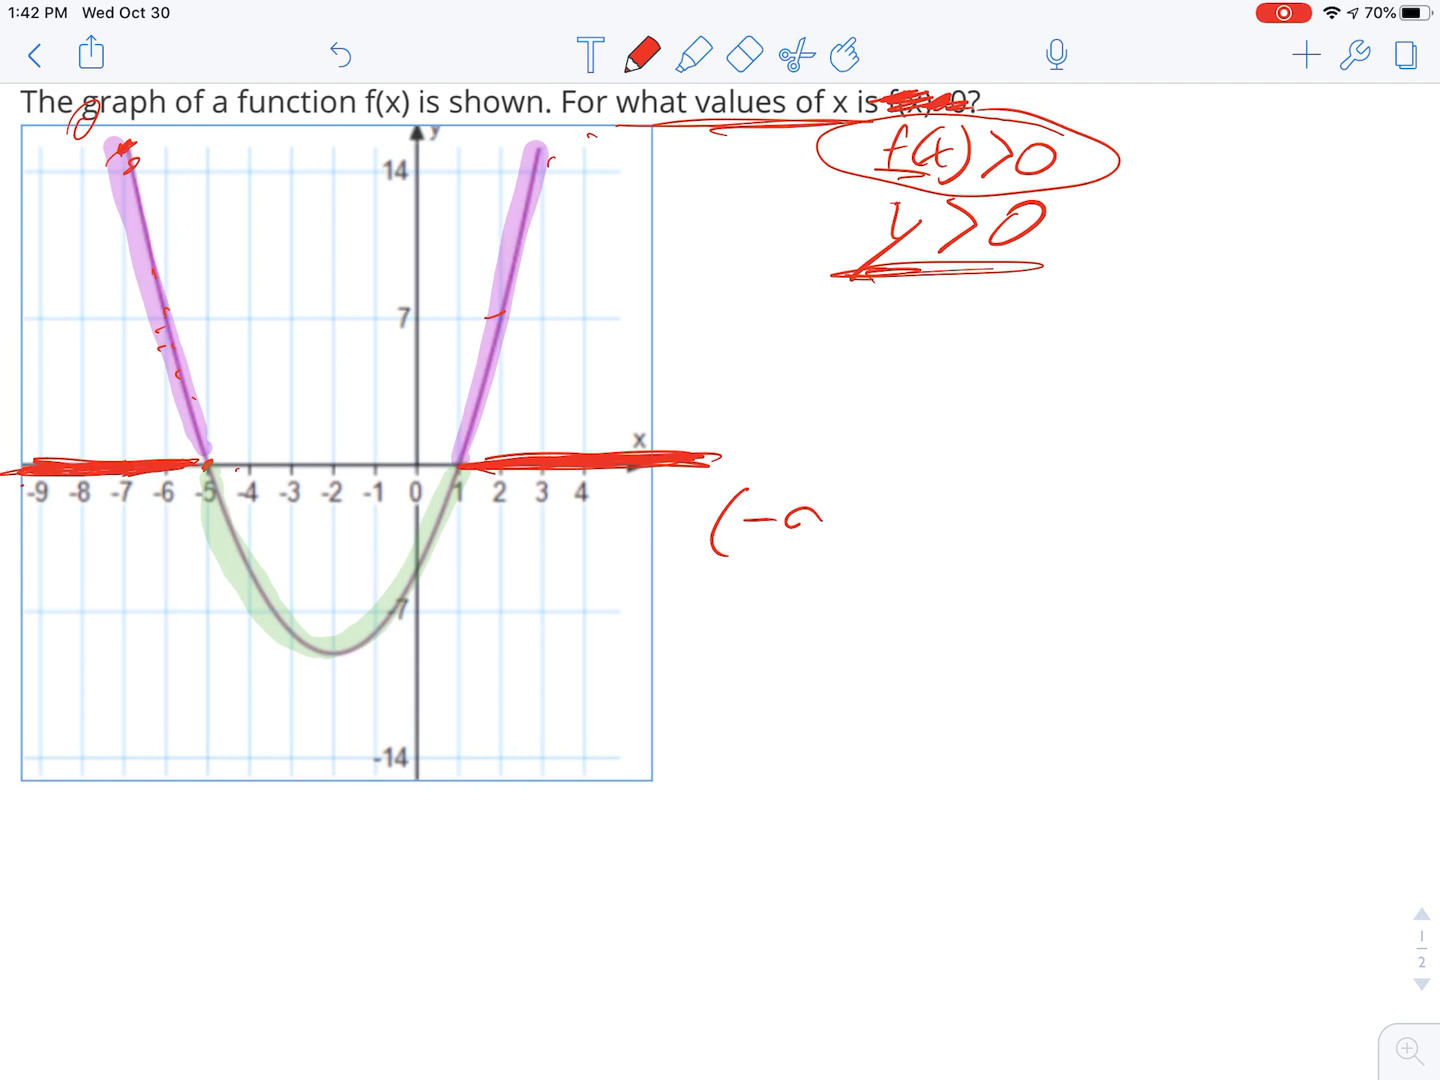 1:42 PM Wed Oct 30
70%
T
The graph of a function f(x) is shown. For what values of x is f(x) 0?
f(x) > 0
y > 0
y
14
7
x
-9 -8 -7 -6 -5 -4 -3 -2 -1 0 1 2 3 4
(-
-7
-14
1
2